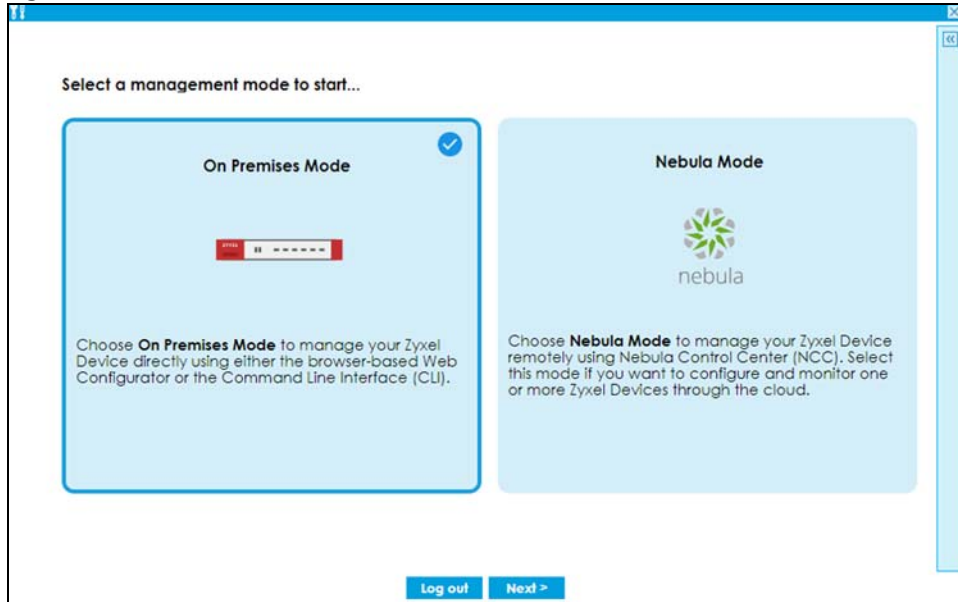 Select a management mode to start...
On Premises Mode
ZYXEL
Choose On Premises Mode to manage your Zyxel
Device directly using either the browser-based Web
Configurator or the Command Line Interface (CLI).
Nebula Mode
nebula
Choose Nebula Mode to manage your Zyxel Device
remotely using Nebula Control Center (NCC). Select
this mode if you want to configure and monitor one
or more Zyxel Devices through the cloud.
Log out
Next >